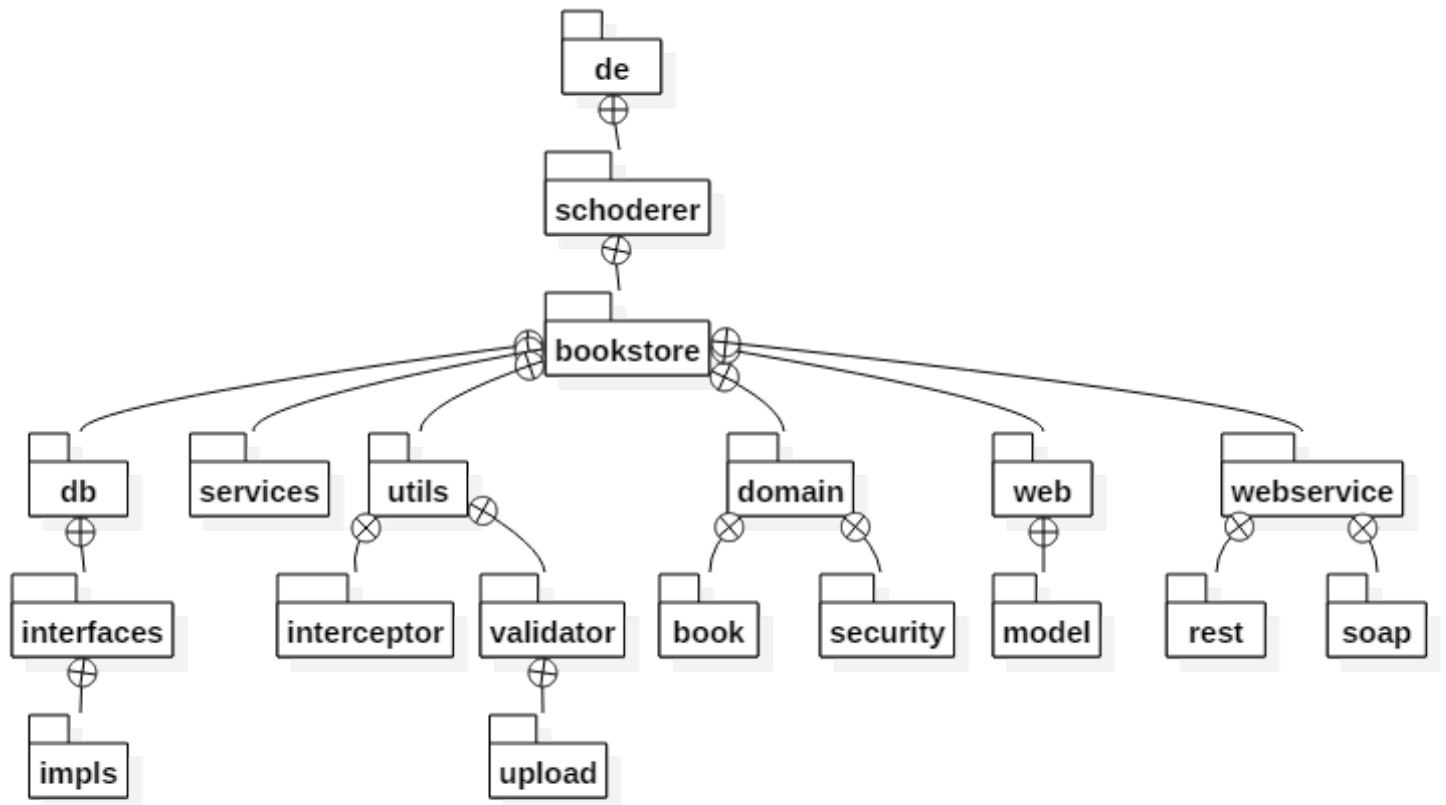 de
schoderer
bookstore
db
services
utils
domain
web
webservice
interfaces
interceptor
validator
book
security
model
rest
soap
impls
upload